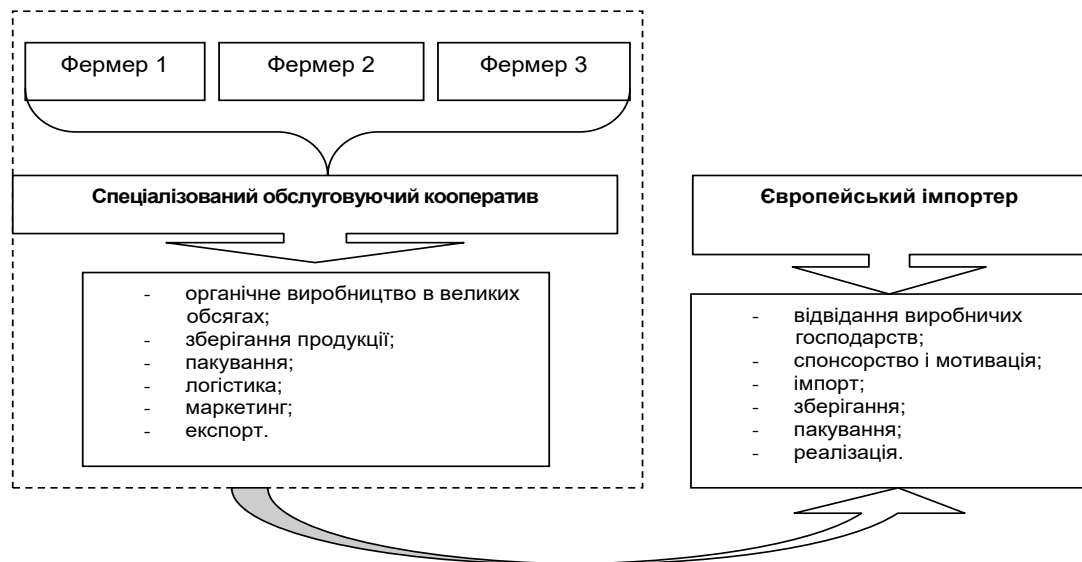 Фермер 1
Фермер 2
Фермер 3
Спеціалізований обслуговуючий кооператив
- органічне виробництво в великих
обсягах;
- зберігання продукції;
- пакування;
- логістика;
- маркетинг;
- експорт.
Європейський імпортер
- відвідання виробничих
господарств;
- спонсорство і мотивація;
- імпорт;
- зберігання;
- пакування;
- реалізація.